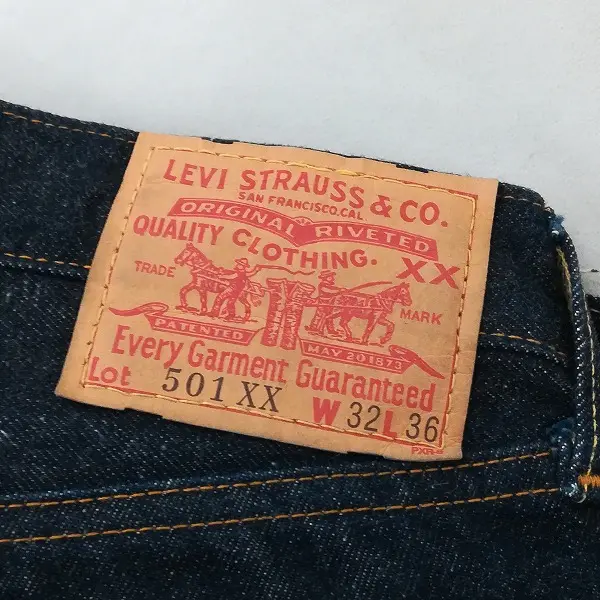 LEVI STRAUSS & CO.
SAN FRANCISCO, CAL
ORIGINAL RIVETED
QUALITY CLOTHING. XX
TRADE MARK
PATENTED MAY 20 1873
Every Garment Guaranteed
Lot 501 XX W 32 L 36